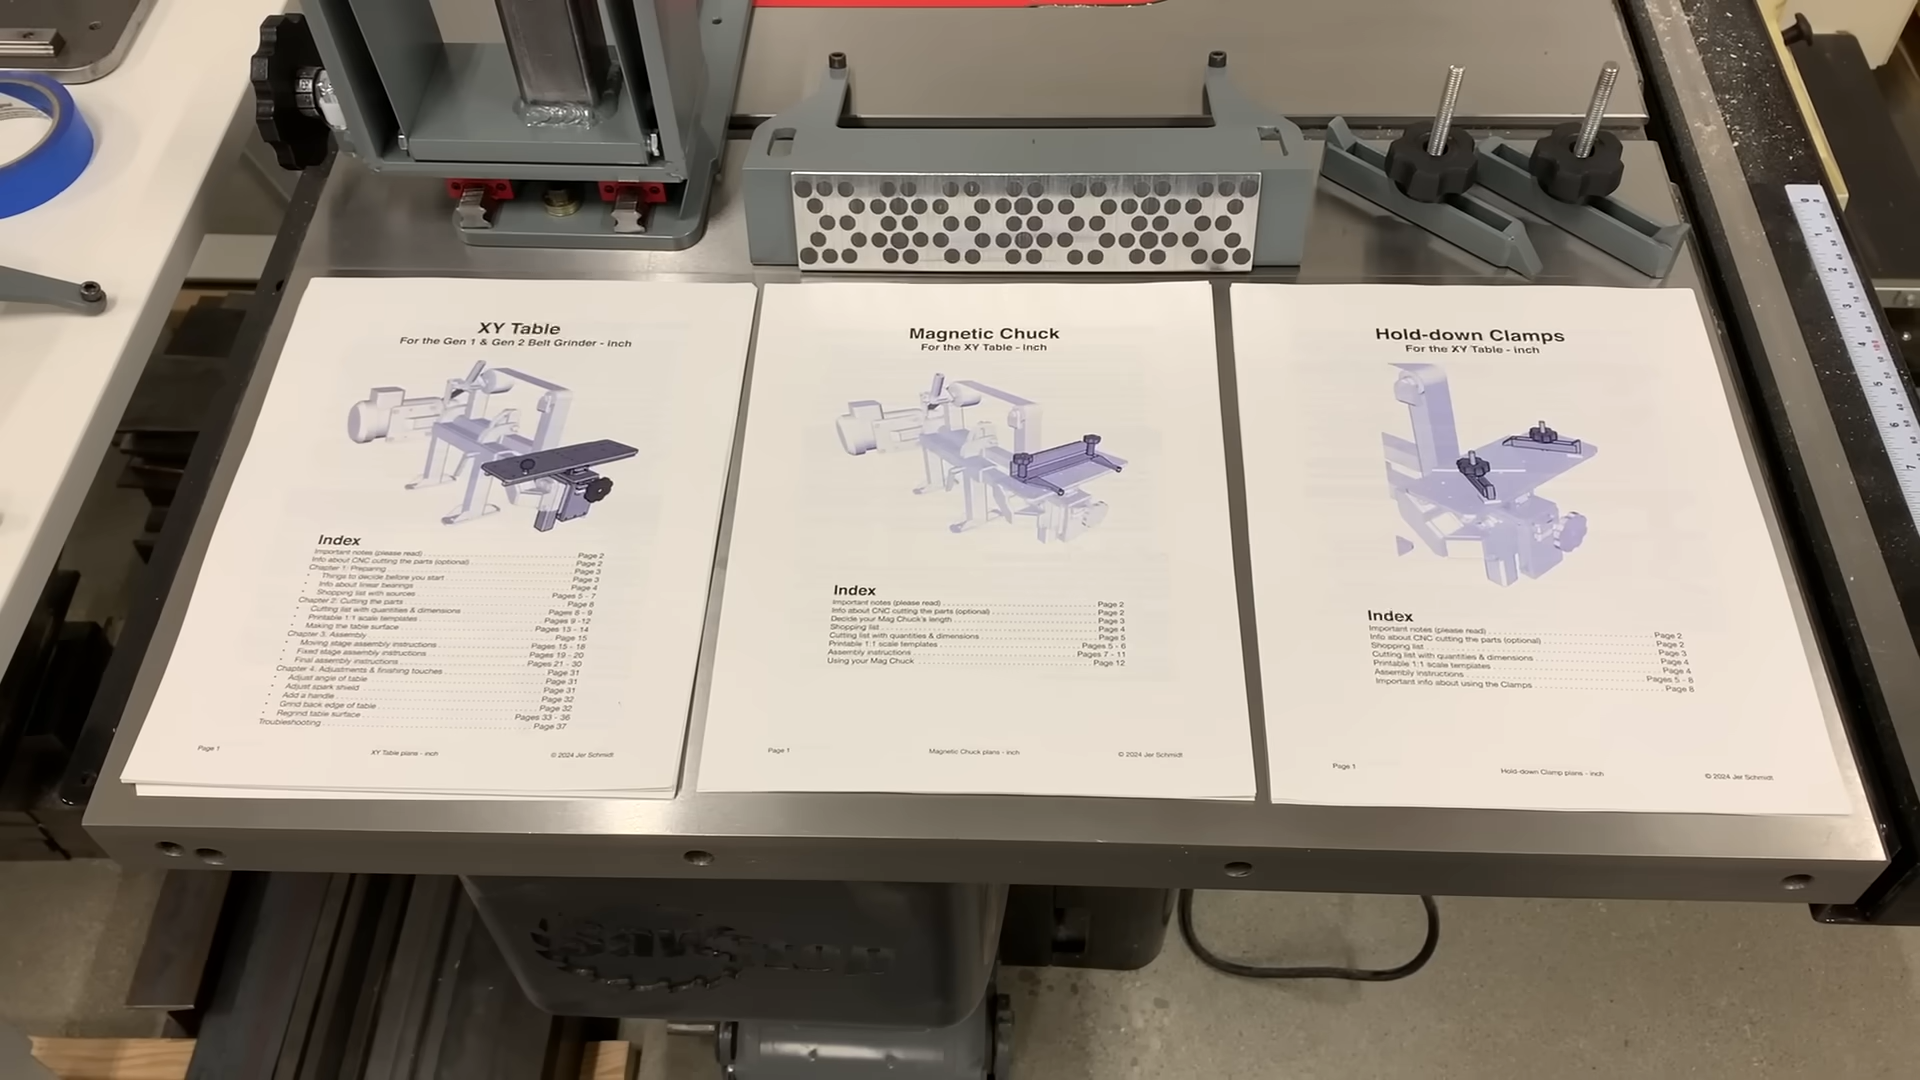 XY Table
For the Gen 1 & Gen 2 Belt Grinder - inch
Index
Important notes (please read) Page 2
Info about CNC cutting the parts (optional) Page 2
Chapter 1: Preparing Page 3
• Things to decide before you start Page 3
• Info about linear bearings Page 4
• Shopping list with sources Pages 5 - 7
Chapter 2: Cutting the parts Page 8
• Cutting list with quantities & dimensions Pages 8 - 9
• Printable 1:1 scale templates Pages 9 -12
• Making the table surface Pages 13 - 14
Chapter 3: Assembly Page 15
• Moving stage assembly instructions Pages 15 - 18
• Fixed stage assembly instructions Pages 19 - 20
• Final assembly instructions Pages 21 - 30
Chapter 4: Adjustments & finishing touches Page 31
• Adjust angle of table Page 31
• Adjust spark shield Page 31
• Add a handle Page 32
• Grind back edge of table Page 32
• Regrind table surface Pages 33 - 36
Troubleshooting Page 37
Page 1 XY Table plans - inch © 2024 Jer Schmidt
Magnetic Chuck
For the XY Table - inch
Index
Important notes (please read) Page 2
Info about CNC cutting the parts (optional) Page 2
Decide your Mag Chuck's length Page 3
Shopping list Page 4
Cutting list with quantities & dimensions Page 5
Printable 1:1 scale templates Pages 5 - 6
Assembly instructions Pages 7 - 11
Using your Mag Chuck Page 12
Page 1 Magnetic Chuck plans - inch © 2024 Jer Schmidt
Hold-down Clamps
For the XY Table - inch
Index
Important notes (please read) Page 2
Info about CNC cutting the parts (optional) Page 2
Shopping list Page 3
Cutting list with quantities & dimensions Page 4
Printable 1:1 scale templates Page 4
Assembly instructions Pages 5 - 8
Important info about using the Clamps Page 8
Page 1 Hold-down Clamp plans - inch © 2024 Jer Schmidt
SawStop
0
1
2
3
4
5
6
7